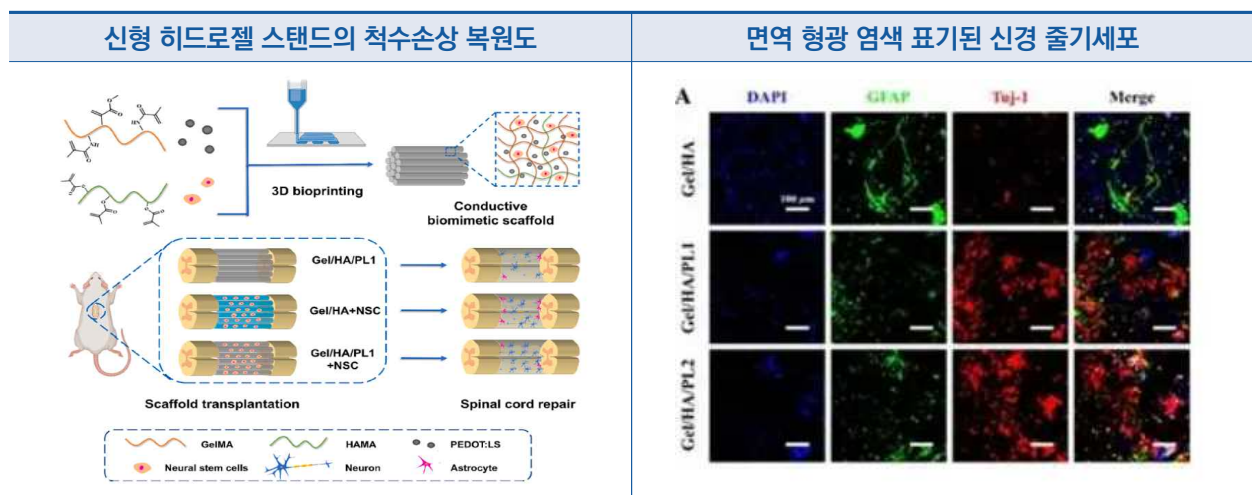 신형 히드로젤 스탠드의 척수손상 복원도
3D bioprinting
Conductive
biomimetic scaffold
Gel/HA/PL1
Gel/HA+NSC
Gel/HA/PL1
+NSC
Scaffold transplantation
Spinal cord repair
GelMA
HAMA
PEDOT:LS
Neural stem cells
Neuron
Astrocyte
면역 형광 염색 표기된 신경 줄기세포
A
DAPI
GFAP
Tuj-1
Merge
Gel/HA
100 μm
Gel/HA/PL1
Gel/HA/PL2